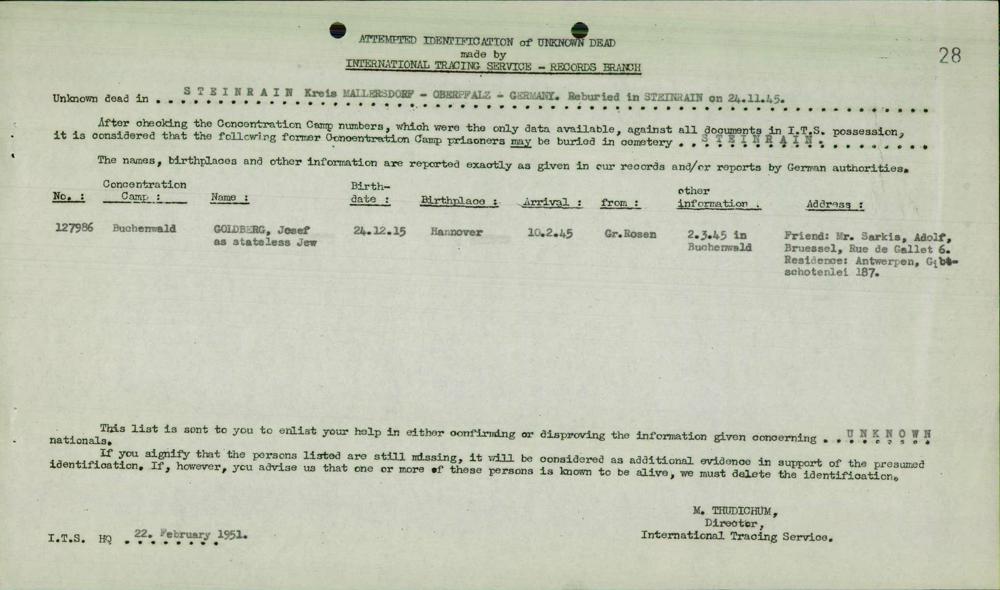 ATTEMPTED IDENTIFICATION of UNKNOWN DEAD
made by
INTERNATIONAL TRACING SERVICE - RECORDS BRANCH
28
Unknown dead in STEINRAIN Kreis MALLERSDORF - OBERPFALZ - GERMANY. Reburied in STEINRAIN on 24.11.45.
After checking the Concentration Camp numbers, which were the only data available, against all documents in I.T.S. possession,
it is considered that the following former Concentration Camp prisoners may be buried in cemetery STEINRAIN.
The names, birthplaces and other information are reported exactly as given in our records and/or reports by German authorities.
No. : Concentration Camp : Name : Birth-date : Birthplace : Arrival : from : other information : Address :
127986 Buchenwald GOLDBERG, Josef 24.12.15 Hannover 10.2.45 Gr.Rosen 2.3.45 in Friend: Mr. Sarkis, Adolf,
as stateless Jew Buchenwald Bruessel, Rue de Gallet 6.
Residence: Antwerpen,
schotenlei 187.
This list is sent to you to enlist your help in either confirming or disproving the information given concerning UNKNOWN
nationals.
If you signify that the persons listed are still missing, it will be considered as additional evidence in support of the presumed
identification. If, however, you advise us that one or more of these persons is known to be alive, we must delete the identification.
M. THUDICHUM,
Director,
International Tracing Service.
I.T.S. HQ 22. February 1951.